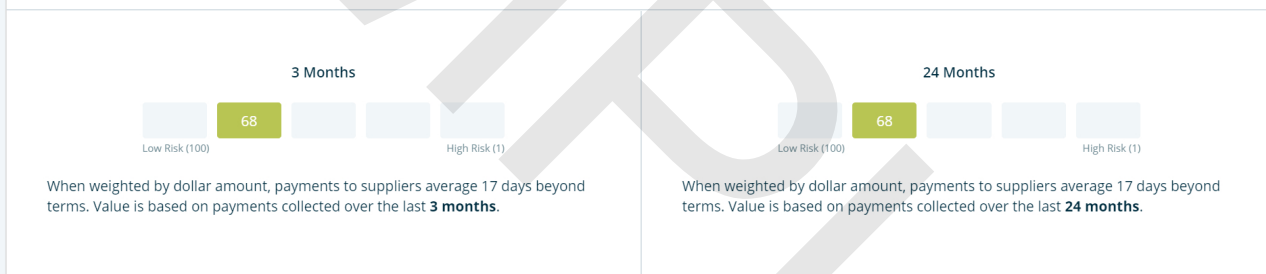 3 Months
68
Low Risk (100)
High Risk (1)
When weighted by dollar amount, payments to suppliers average 17 days beyond
terms. Value is based on payments collected over the last 3 months.
24 Months
68
Low Risk (100)
High Risk (1)
When weighted by dollar amount, payments to suppliers average 17 days beyond
terms. Value is based on payments collected over the last 24 months.